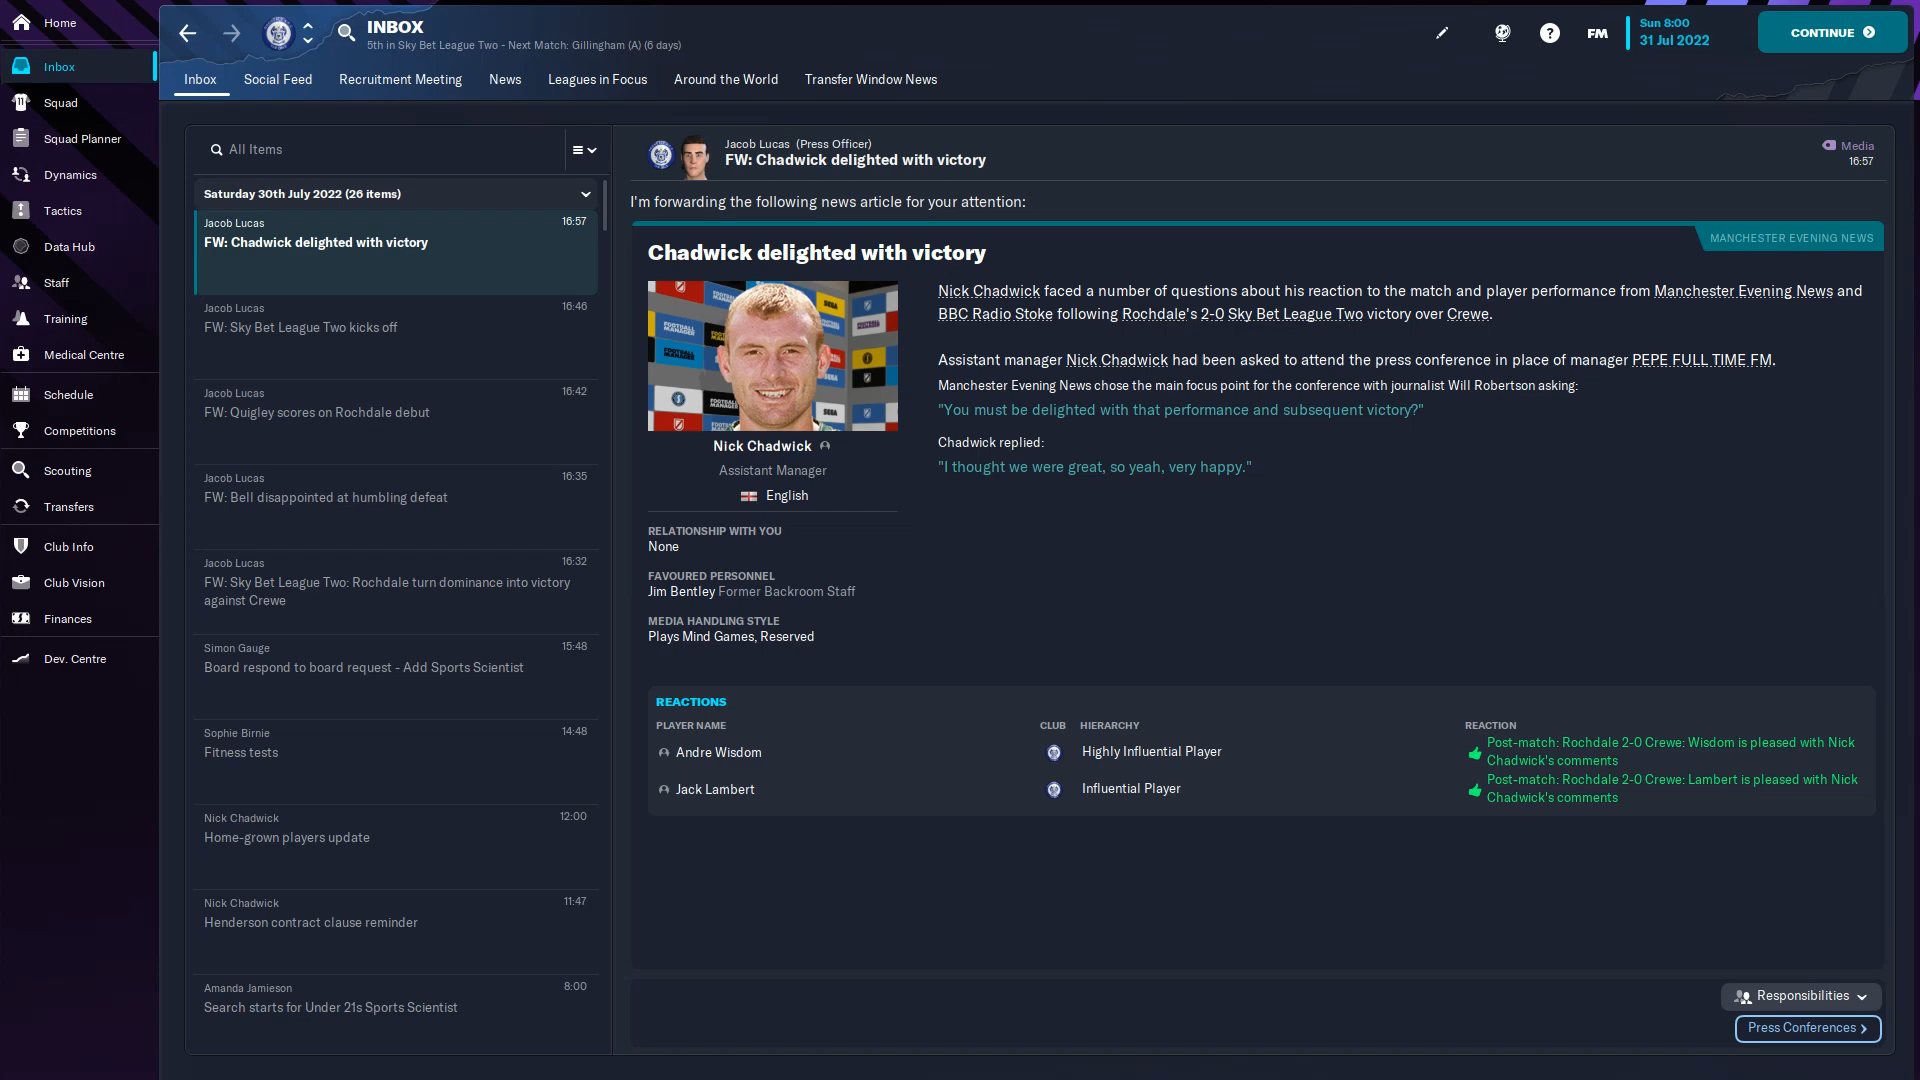 Home
Inbox
Squad
Squad Planner
Dynamics
Tactics
Data Hub
Staff
Training
Medical Centre
Schedule
Competitions
Scouting
Transfers
Club Info
Club Vision
Finances
Dev. Centre
INBOX
5th in Sky Bet League Two - Next Match: Gillingham (A) (6 days)
FM
Sun 8:00
31 Jul 2022
CONTINUE
Inbox
Social Feed
Recruitment Meeting
News
Leagues in Focus
Around the World
Transfer Window News
All Items
Saturday 30th July 2022 (26 items)
Jacob Lucas
16:57
FW: Chadwick delighted with victory
Jacob Lucas
16:46
FW: Sky Bet League Two kicks off
Jacob Lucas
16:42
FW: Quigley scores on Rochdale debut
Jacob Lucas
16:35
FW: Bell disappointed at humbling defeat
Jacob Lucas
16:32
FW: Sky Bet League Two: Rochdale turn dominance into victory
against Crewe
Simon Gauge
15:48
Board respond to board request - Add Sports Scientist
Sophie Birnie
14:48
Fitness tests
Nick Chadwick
12:00
Home-grown players update
Nick Chadwick
11:47
Henderson contract clause reminder
Amanda Jamieson
8:00
Search starts for Under 21s Sports Scientist
Jacob Lucas (Press Officer)
FW: Chadwick delighted with victory
Media
16:57
I'm forwarding the following news article for your attention:
MANCHESTER EVENING NEWS
Chadwick delighted with victory
Nick Chadwick faced a number of questions about his reaction to the match and player performance from Manchester Evening News and
BBC Radio Stoke following Rochdale's 2-0 Sky Bet League Two victory over Crewe.
Assistant manager Nick Chadwick had been asked to attend the press conference in place of manager PEPE FULL TIME FM.
Manchester Evening News chose the main focus point for the conference with journalist Will Robertson asking:
"You must be delighted with that performance and subsequent victory?"
Chadwick replied:
"I thought we were great, so yeah, very happy."
Nick Chadwick
Assistant Manager
English
RELATIONSHIP WITH YOU
None
FAVOURED PERSONNEL
Jim Bentley Former Backroom Staff
MEDIA HANDLING STYLE
Plays Mind Games, Reserved
REACTIONS
PLAYER NAME
CLUB
HIERARCHY
REACTION
Andre Wisdom
Highly Influential Player
Post-match: Rochdale 2-0 Crewe: Wisdom is pleased with Nick
Chadwick's comments
Jack Lambert
Influential Player
Post-match: Rochdale 2-0 Crewe: Lambert is pleased with Nick
Chadwick's comments
Responsibilities
Press Conferences